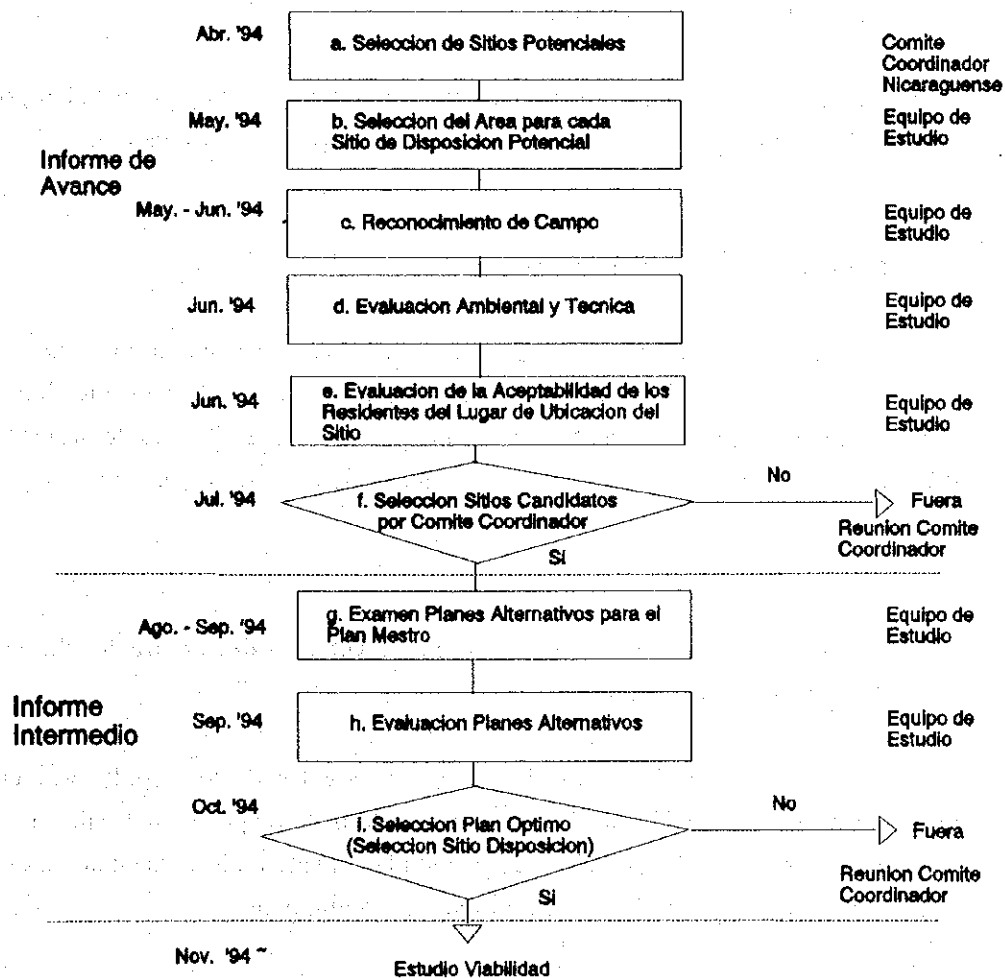 Abr. '94
a. Seleccion de Sitios Potenciales
Comite
Coordinador
Nicaraguense
May. '94
b. Seleccion del Area para cada
Sitio de Disposicion Potencial
Equipo de
Estudio
Informe de
Avance
May. - Jun. '94
c. Reconocimiento de Campo
Equipo de
Estudio
Jun. '94
d. Evaluacion Ambiental y Tecnica
Equipo de
Estudio
Jun. '94
e. Evaluacion de la Aceptabilidad de los
Residentes del Lugar de Ubicacion del
Sitio
Equipo de
Estudio
Jul. '94
f. Seleccion Sitios Candidatos
por Comite Coordinador
No
Fuera
Reunion Comite
Coordinador
Si
Ago. - Sep. '94
g. Examen Planes Alternativos para el
Plan Mestro
Equipo de
Estudio
Informe
Intermedio
Sep. '94
h. Evaluacion Planes Alternativos
Equipo de
Estudio
Oct. '94
i. Seleccion Plan Optimo
(Seleccion Sitio Disposicion)
No
Fuera
Reunion Comite
Coordinador
Si
Nov. '94 ~
Estudio Viabilidad